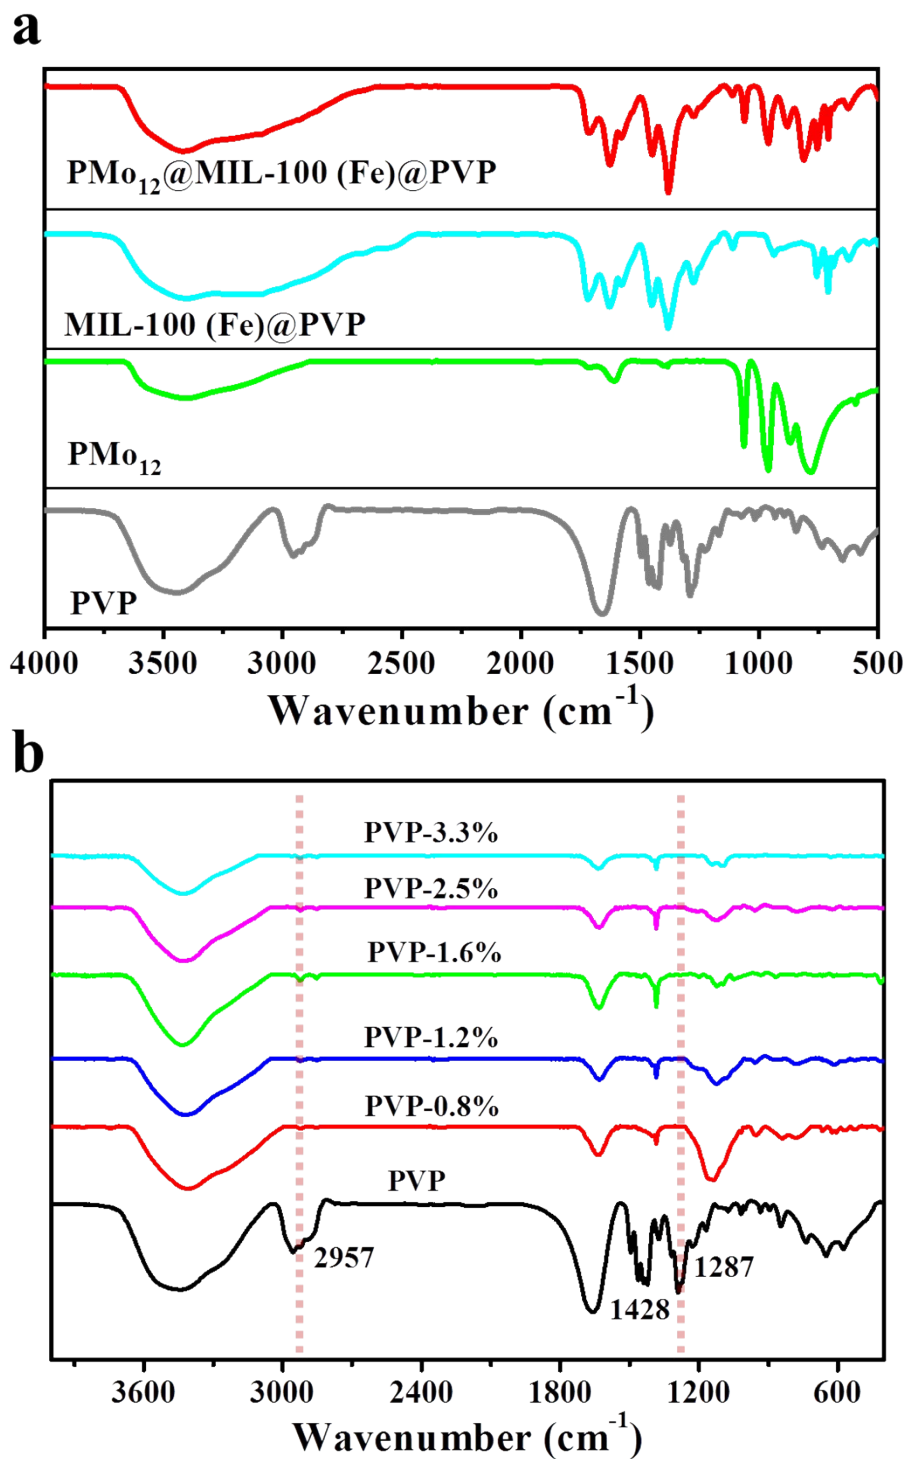 a
PMo12@MIL-100 (Fe)@PVP
MIL-100 (Fe)@PVP
PMo12
PVP
4000 3500 3000 2500 2000 1500 1000 500
Wavenumber (cm-1)
b
PVP-3.3%
PVP-2.5%
PVP-1.6%
PVP-1.2%
PVP-0.8%
PVP
2957
1287
1428
3600 3000 2400 1800 1200 600
Wavenumber (cm-1)